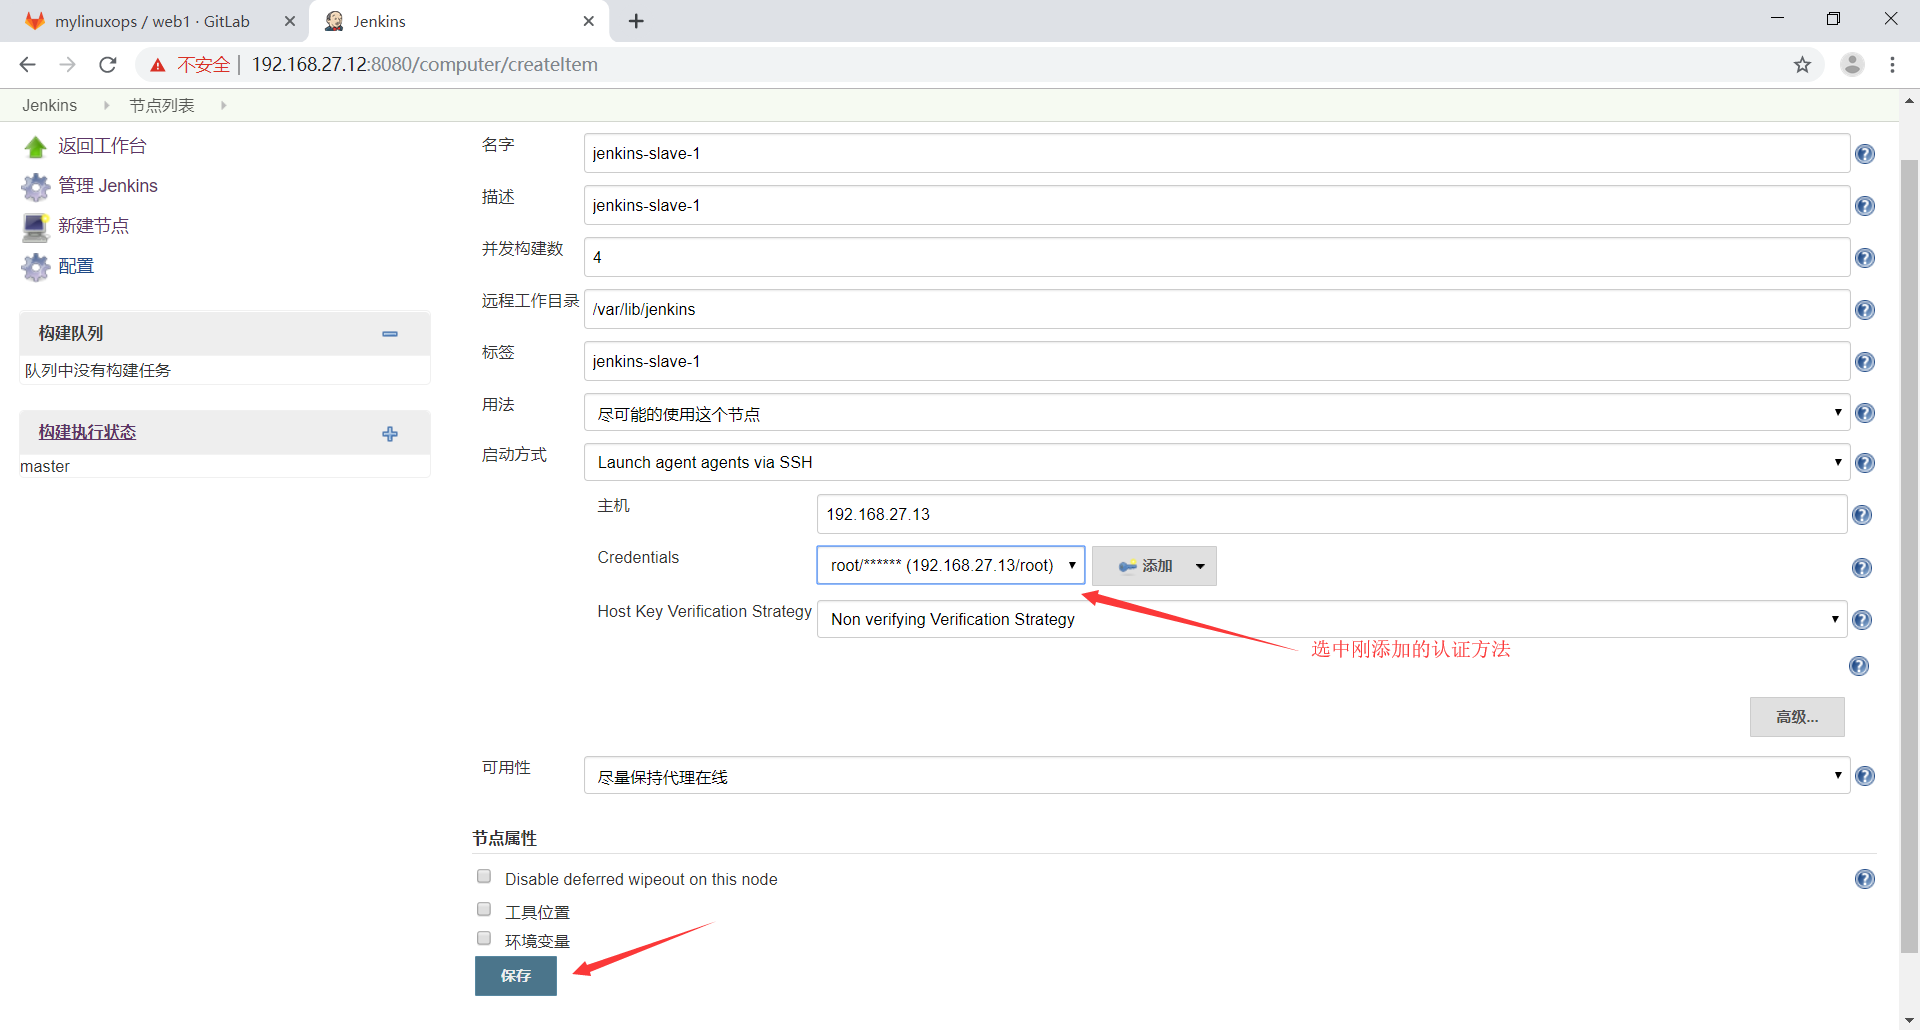 mylinuxops / web1 · GitLab
Jenkins
不安全 | 192.168.27.12:8080/computer/createItem
Jenkins 节点列表
返回工作台
管理 Jenkins
新建节点
配置
构建队列
队列中没有构建任务
构建执行状态
master
名字 jenkins-slave-1
描述 jenkins-slave-1
并发构建数 4
远程工作目录 /var/lib/jenkins
标签 jenkins-slave-1
用法 尽可能的使用这个节点
启动方式 Launch agent agents via SSH
主机 192.168.27.13
Credentials root/****** (192.168.27.13/root) 添加
Host Key Verification Strategy Non verifying Verification Strategy
选中刚添加的认证方法
高级...
可用性 尽量保持代理在线
节点属性
Disable deferred wipeout on this node
工具位置
环境变量
保存